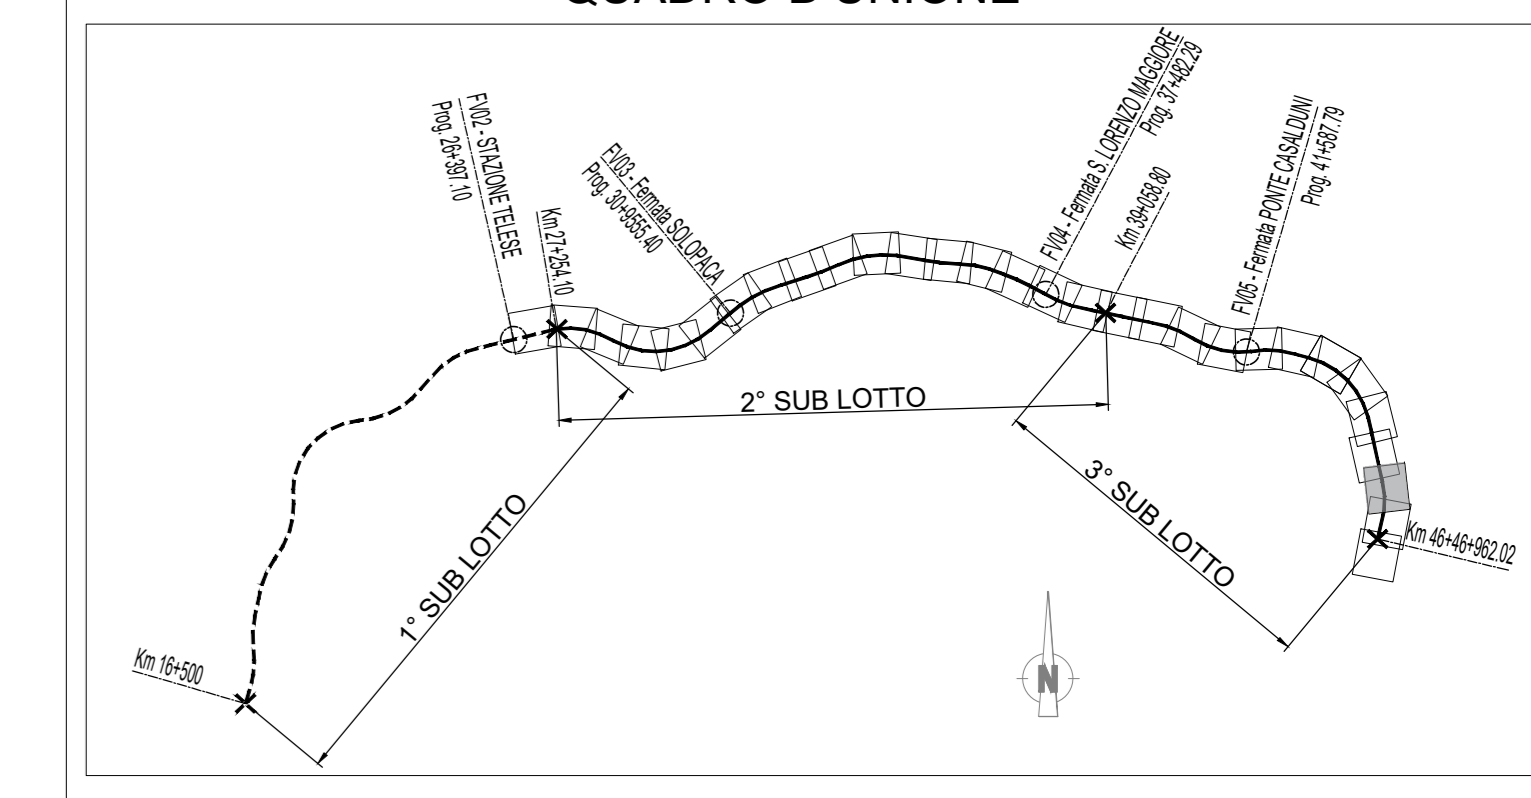 QUADRO D'UNIONE
FV02 - STAZIONE TELESE
Prog. 26+397.10
Km 27+254.10
FV03 - Fermata SOLOPACA
Prog. 30+9555.40
FV04 - Fermata S. LORENZO MAGGIORE
Prog. 37+482.29
Km 39+058.80
FV05 - Fermata PONTE CASALDUNI
Prog. 41+587.79
2° SUB LOTTO
1° SUB LOTTO
3° SUB LOTTO
Km 46+46+962.02
Km 16+500
N